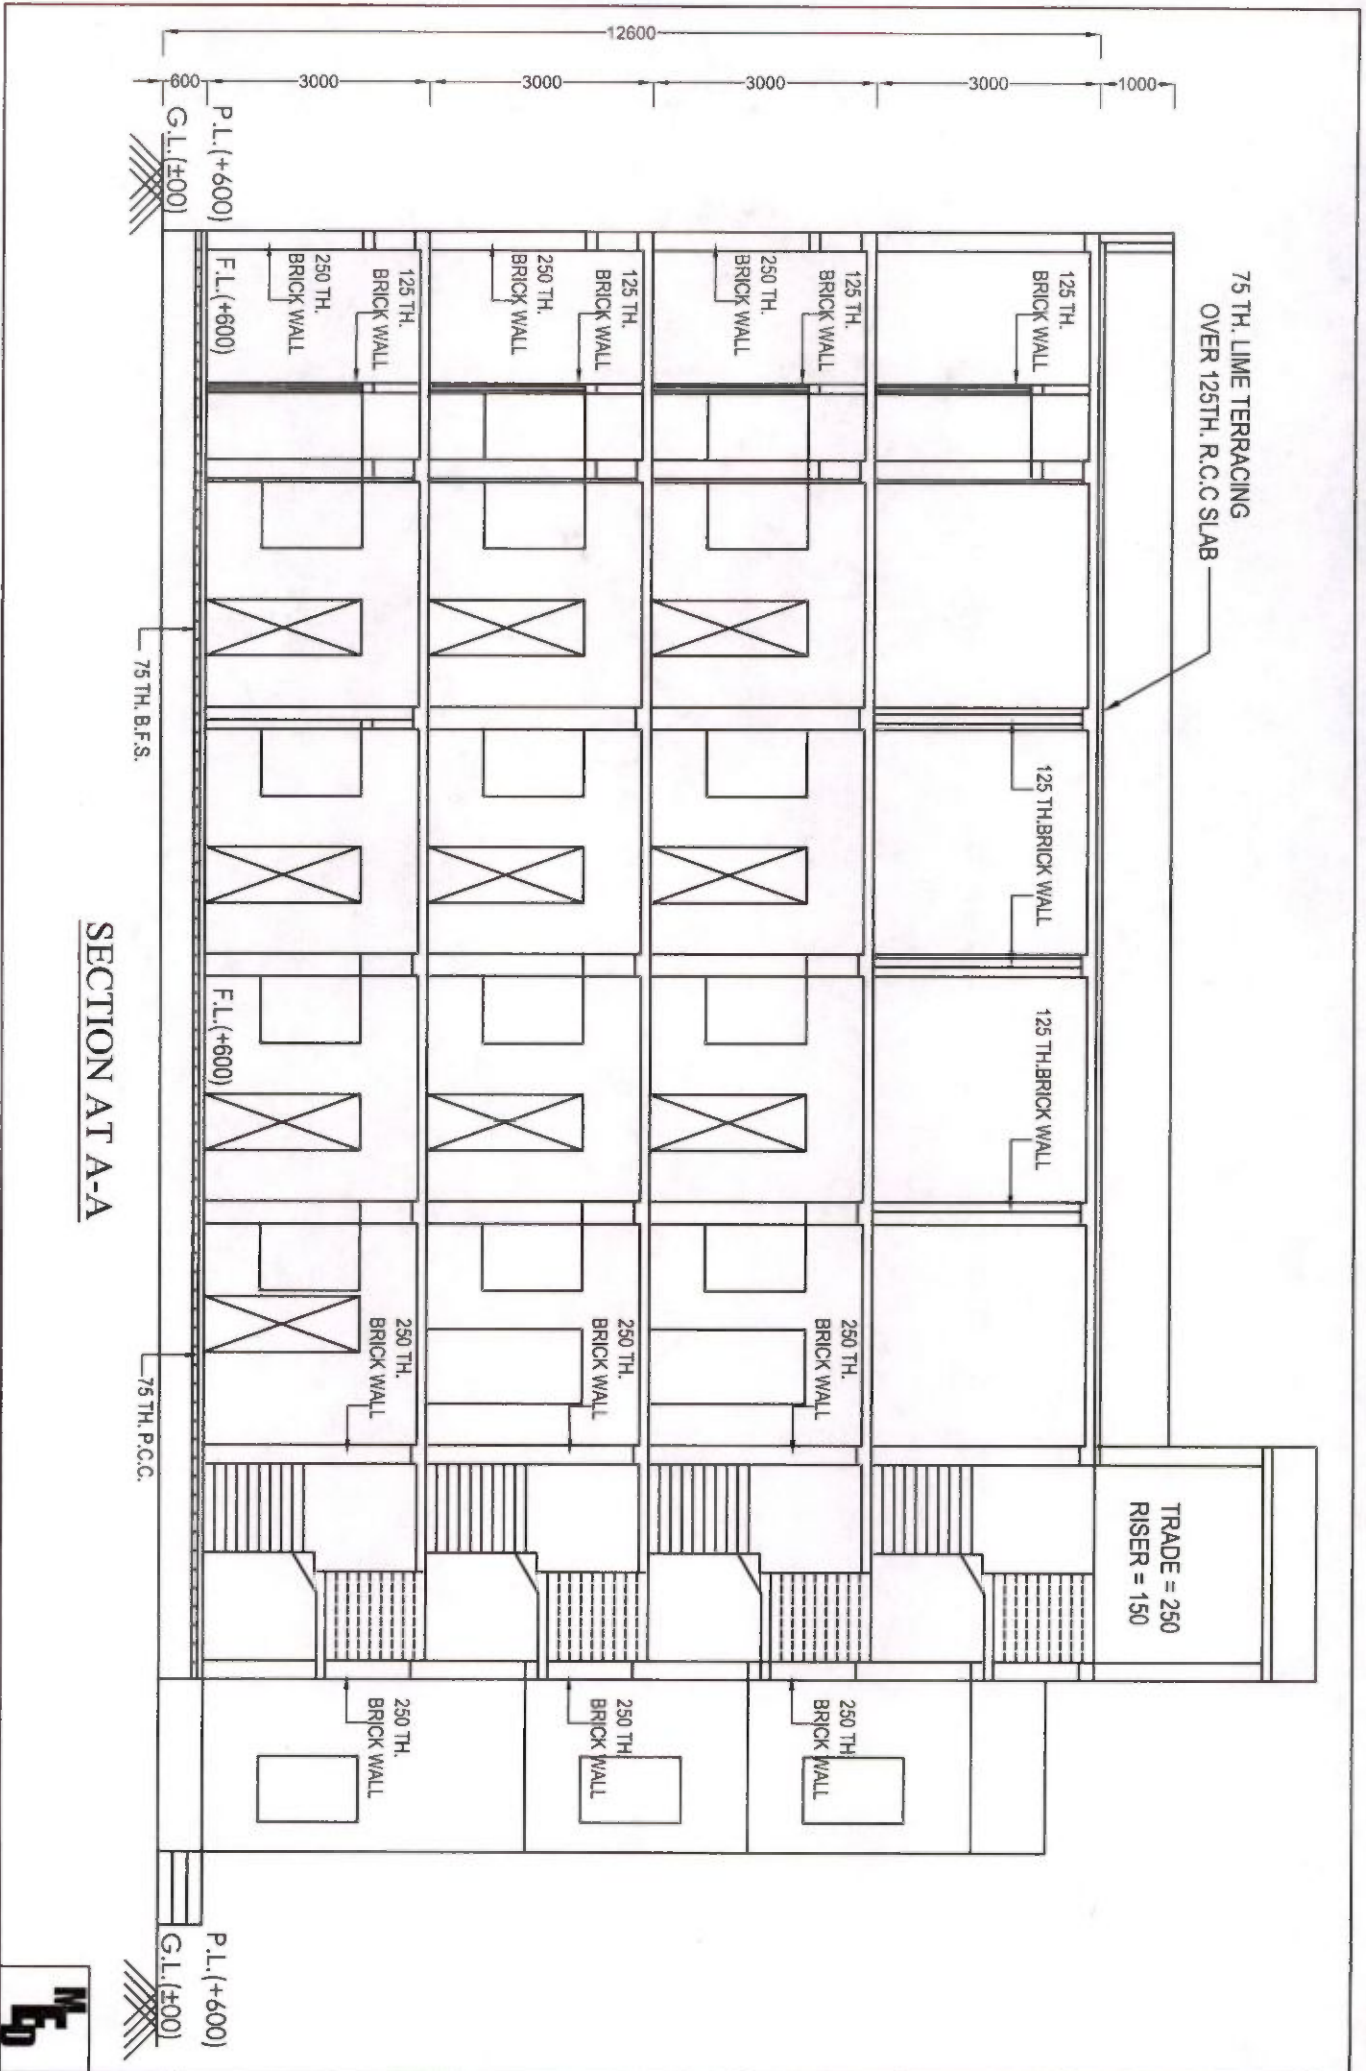 75 TH. LIME TERRACING
OVER 125TH. R.C.C SLAB
12600
1000
3000
3000
3000
3000
600
P.L.(+600)
G.L.(±00)
125 TH.
BRICK WALL
125 TH.BRICK WALL
125 TH.BRICK WALL
TRADE = 250
RISER = 150
125 TH.
BRICK WALL
250 TH.
BRICK WALL
250 TH.
BRICK WALL
250 TH.
BRICK WALL
125 TH.
BRICK WALL
250 TH.
BRICK WALL
250 TH.
BRICK WALL
250 TH.
BRICK WALL
125 TH.
BRICK WALL
250 TH.
BRICK WALL
250 TH.
BRICK WALL
250 TH.
BRICK WALL
F.L.(+600)
F.L.(+600)
75 TH. B.F.S.
75 TH. P.C.C.
P.L.(+600)
G.L.(±00)
SECTION AT A-A
MED